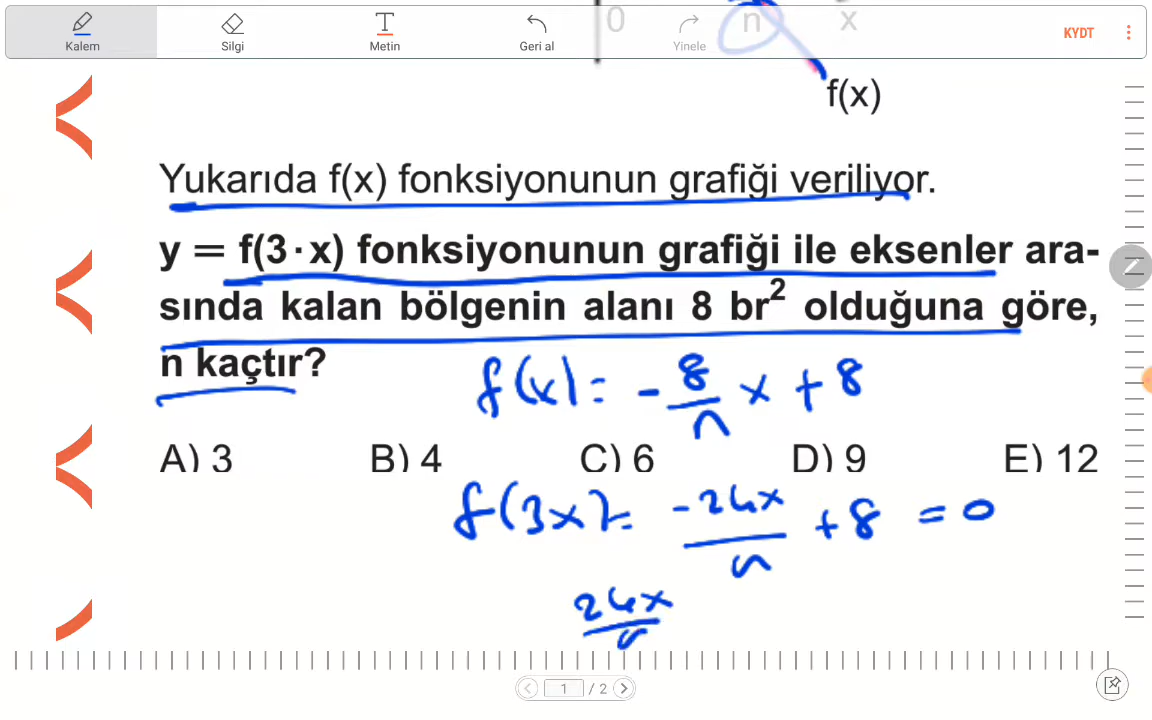 Kalem Silgi Metin Geri al Yinele KYDT
0 n x
f(x)
Yukarıda f(x) fonksiyonunun grafiği veriliyor.
y = f(3·x) fonksiyonunun grafiği ile eksenler ara-
sında kalan bölgenin alanı 8 br² olduğuna göre,
n kaçtır?
f(x) = -8/n x + 8
A) 3 B) 4 C) 6 D) 9 E) 12
f(3x) = -24x/n + 8 = 0
24x/n
1 / 2